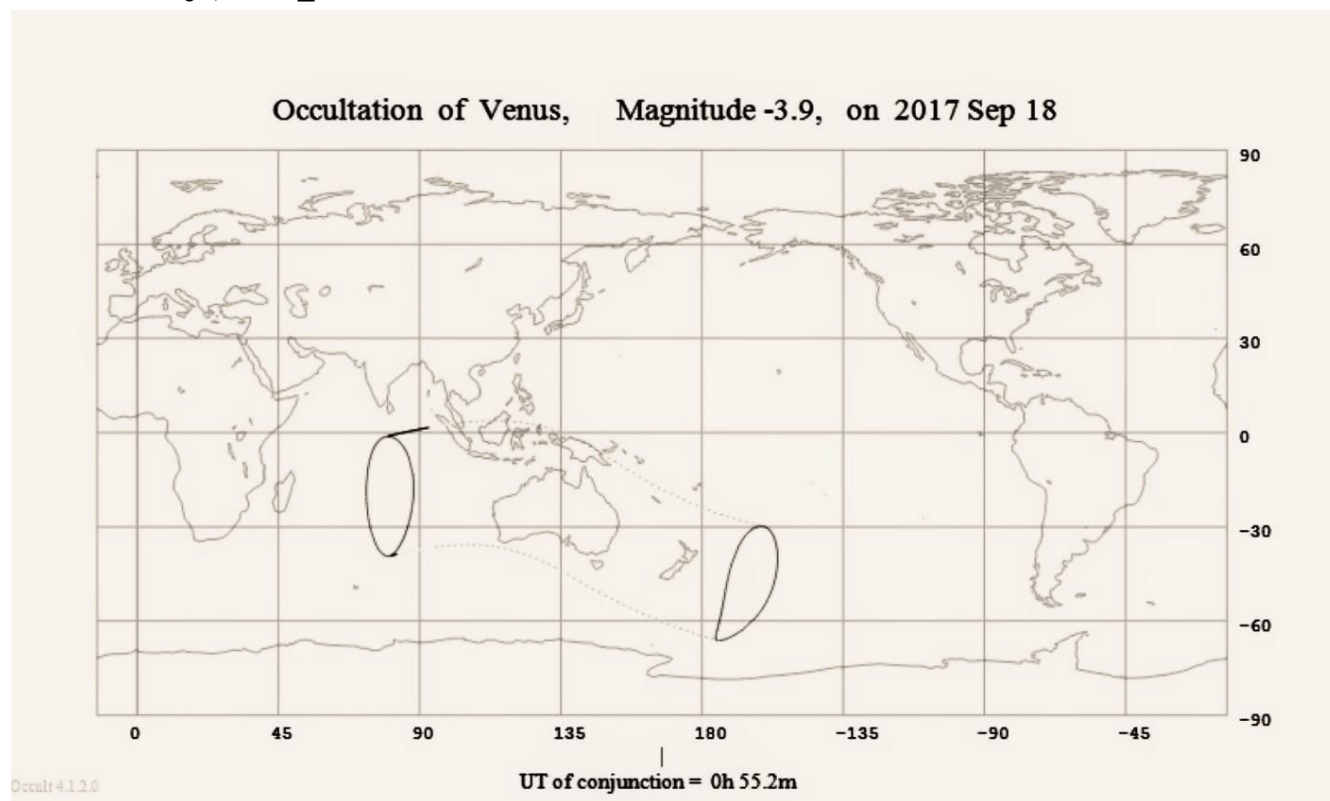 Occultation of Venus, Magnitude -3.9, on 2017 Sep 18
90
60
30
0
-30
-60
-90
0 45 90 135 180 -135 -90 -45
UT of conjunction = 0h 55.2m
Occult 4.1.2.0